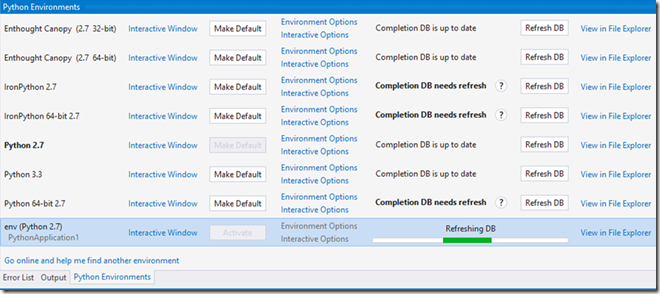 Python Environments
Enthought Canopy (2.7 32-bit) Interactive Window Make Default Environment Options Interactive Options Completion DB is up to date Refresh DB View in File Explorer
Enthought Canopy (2.7 64-bit) Interactive Window Make Default Environment Options Interactive Options Completion DB is up to date Refresh DB View in File Explorer
IronPython 2.7 Interactive Window Make Default Environment Options Interactive Options Completion DB needs refresh ? Refresh DB View in File Explorer
IronPython 64-bit 2.7 Interactive Window Make Default Environment Options Interactive Options Completion DB needs refresh ? Refresh DB View in File Explorer
Python 2.7 Interactive Window Make Default Environment Options Interactive Options Completion DB is up to date Refresh DB View in File Explorer
Python 3.3 Interactive Window Make Default Environment Options Interactive Options Completion DB is up to date Refresh DB View in File Explorer
Python 64-bit 2.7 Interactive Window Make Default Environment Options Interactive Options Completion DB needs refresh ? Refresh DB View in File Explorer
env (Python 2.7) Interactive Window Activate Environment Options Refreshing DB View in File Explorer
PythonApplication1 Interactive Options
Go online and help me find another environment
Error List Output Python Environments